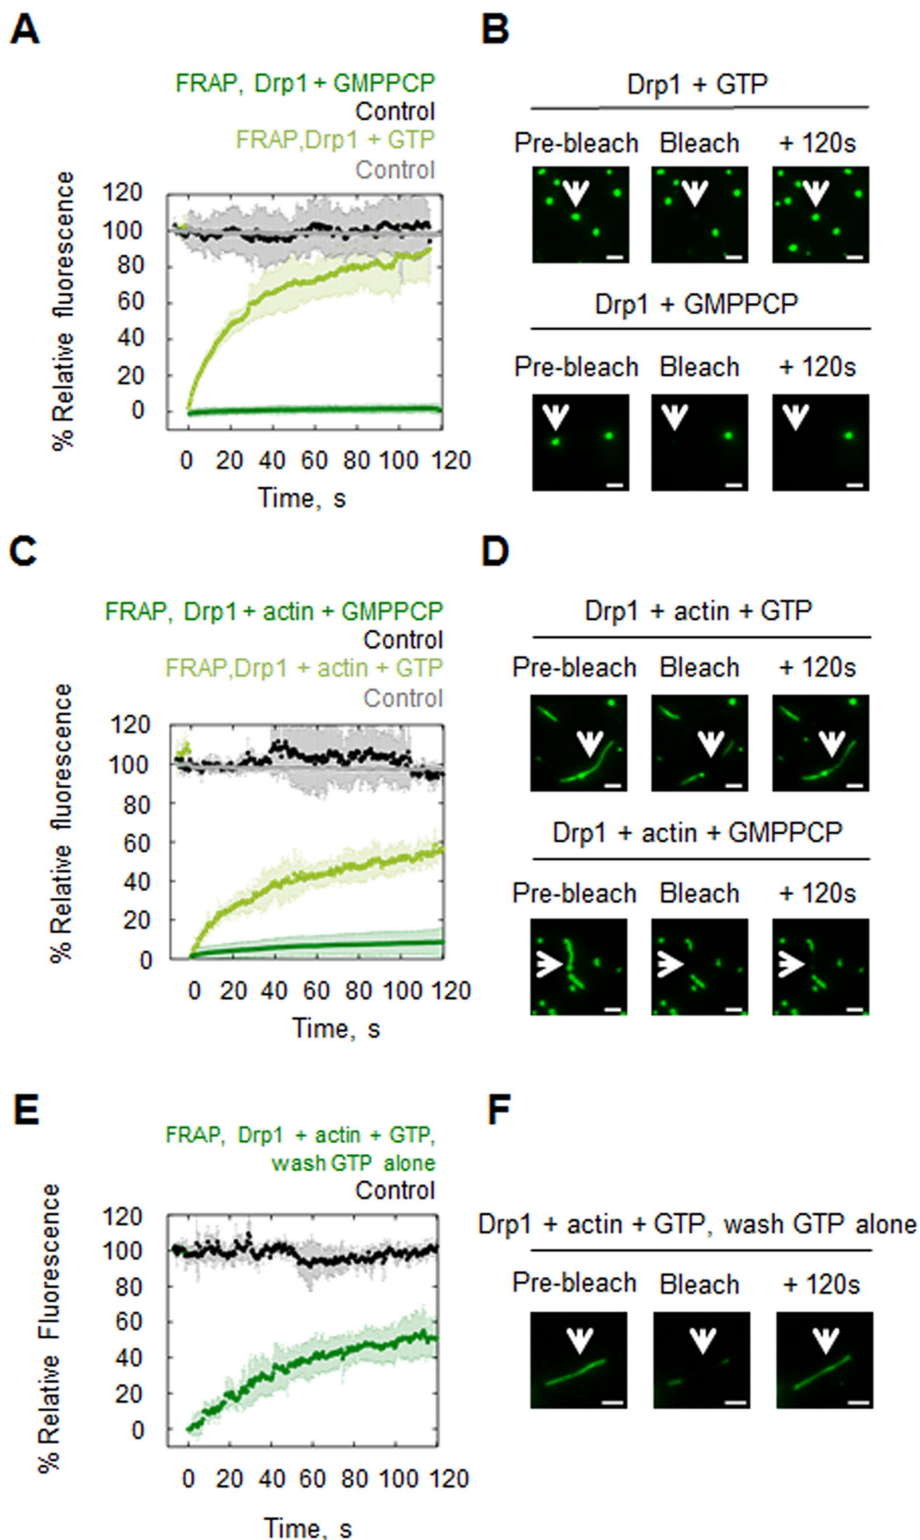 A
FRAP, Drp1 + GMPPCP
Control
FRAP,Drp1 + GTP
Control
% Relative fluorescence
120
100
80
60
40
20
0
0 20 40 60 80 100 120
Time, s
B
Drp1 + GTP
Pre-bleach Bleach + 120s
Drp1 + GMPPCP
Pre-bleach Bleach + 120s
C
FRAP, Drp1 + actin + GMPPCP
Control
FRAP,Drp1 + actin + GTP
Control
% Relative fluorescence
120
100
80
60
40
20
0
0 20 40 60 80 100 120
Time, s
D
Drp1 + actin + GTP
Pre-bleach Bleach + 120s
Drp1 + actin + GMPPCP
Pre-bleach Bleach + 120s
E
FRAP, Drp1 + actin + GTP,
wash GTP alone
Control
% Relative Fluorescence
120
100
80
60
40
20
0
0 20 40 60 80 100 120
Time, s
F
Drp1 + actin + GTP, wash GTP alone
Pre-bleach Bleach + 120s